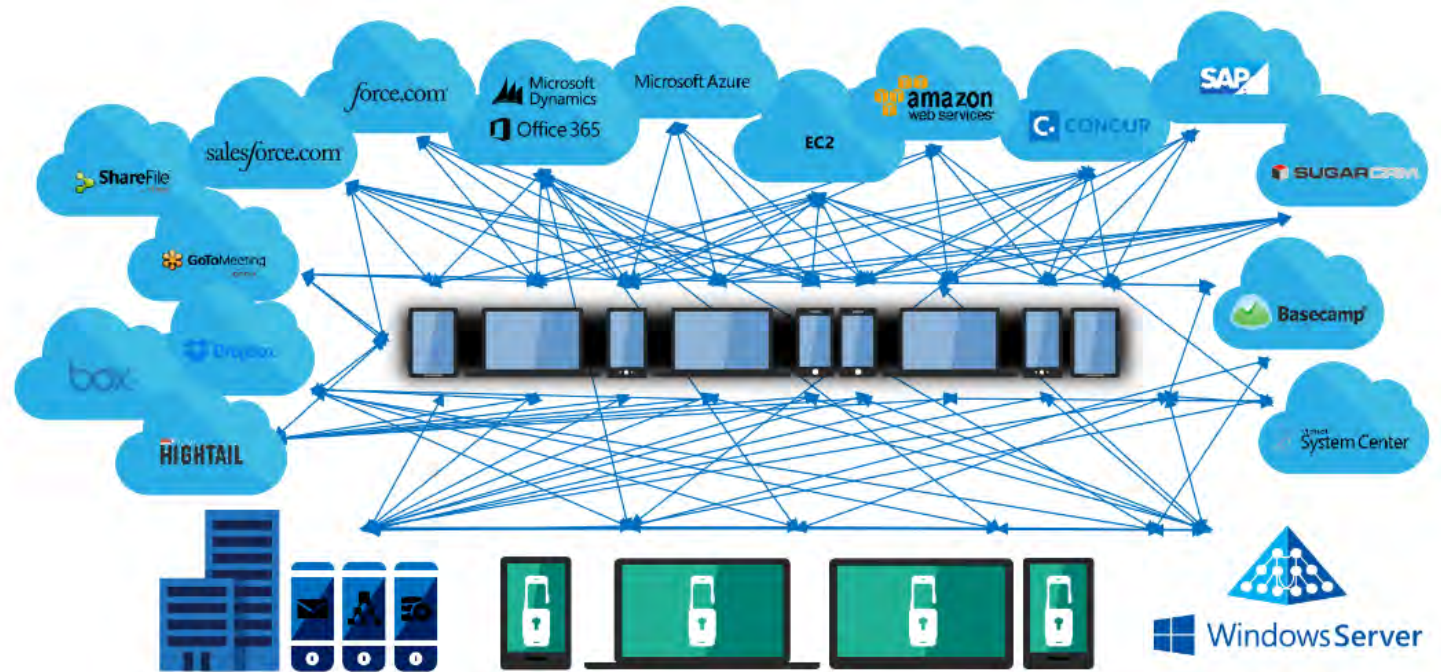 force.com
Microsoft
Dynamics
Office 365
Microsoft Azure
amazon
web services
SAP
EC2
CONCUR
salesforce.com
ShareFile
SUGARCRM
GoToMeeting
Basecamp
Dropbox
box
HIGHTAIL
System Center
Windows Server